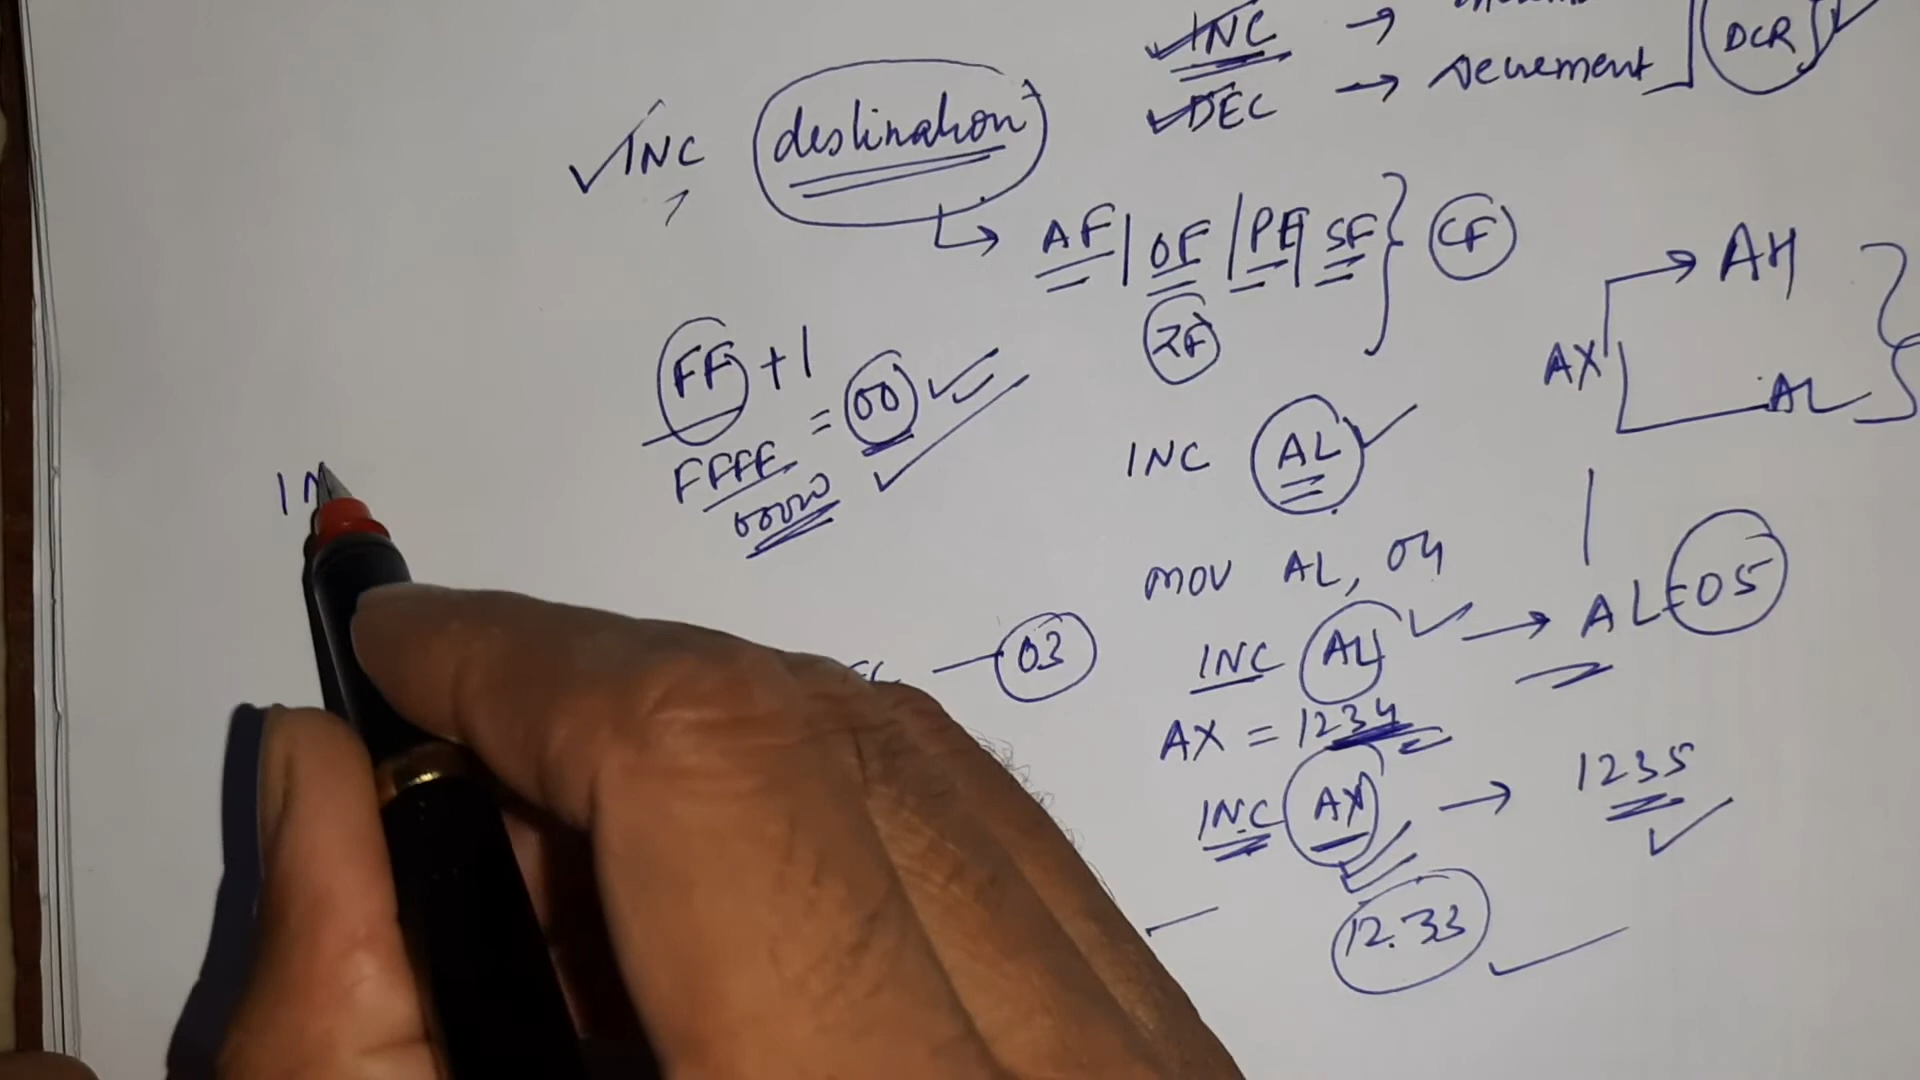 INC →
DEC → decrement DCR
INC destination
→ AF | OF | PF | SF } CF
ZF
FF + 1 = 00
FFFF
0000
AX → AH
AL
IN
INC AL
MOV AL, 04
INC AL → AL=05
03
AX = 1234
INC AX → 1235
12.33